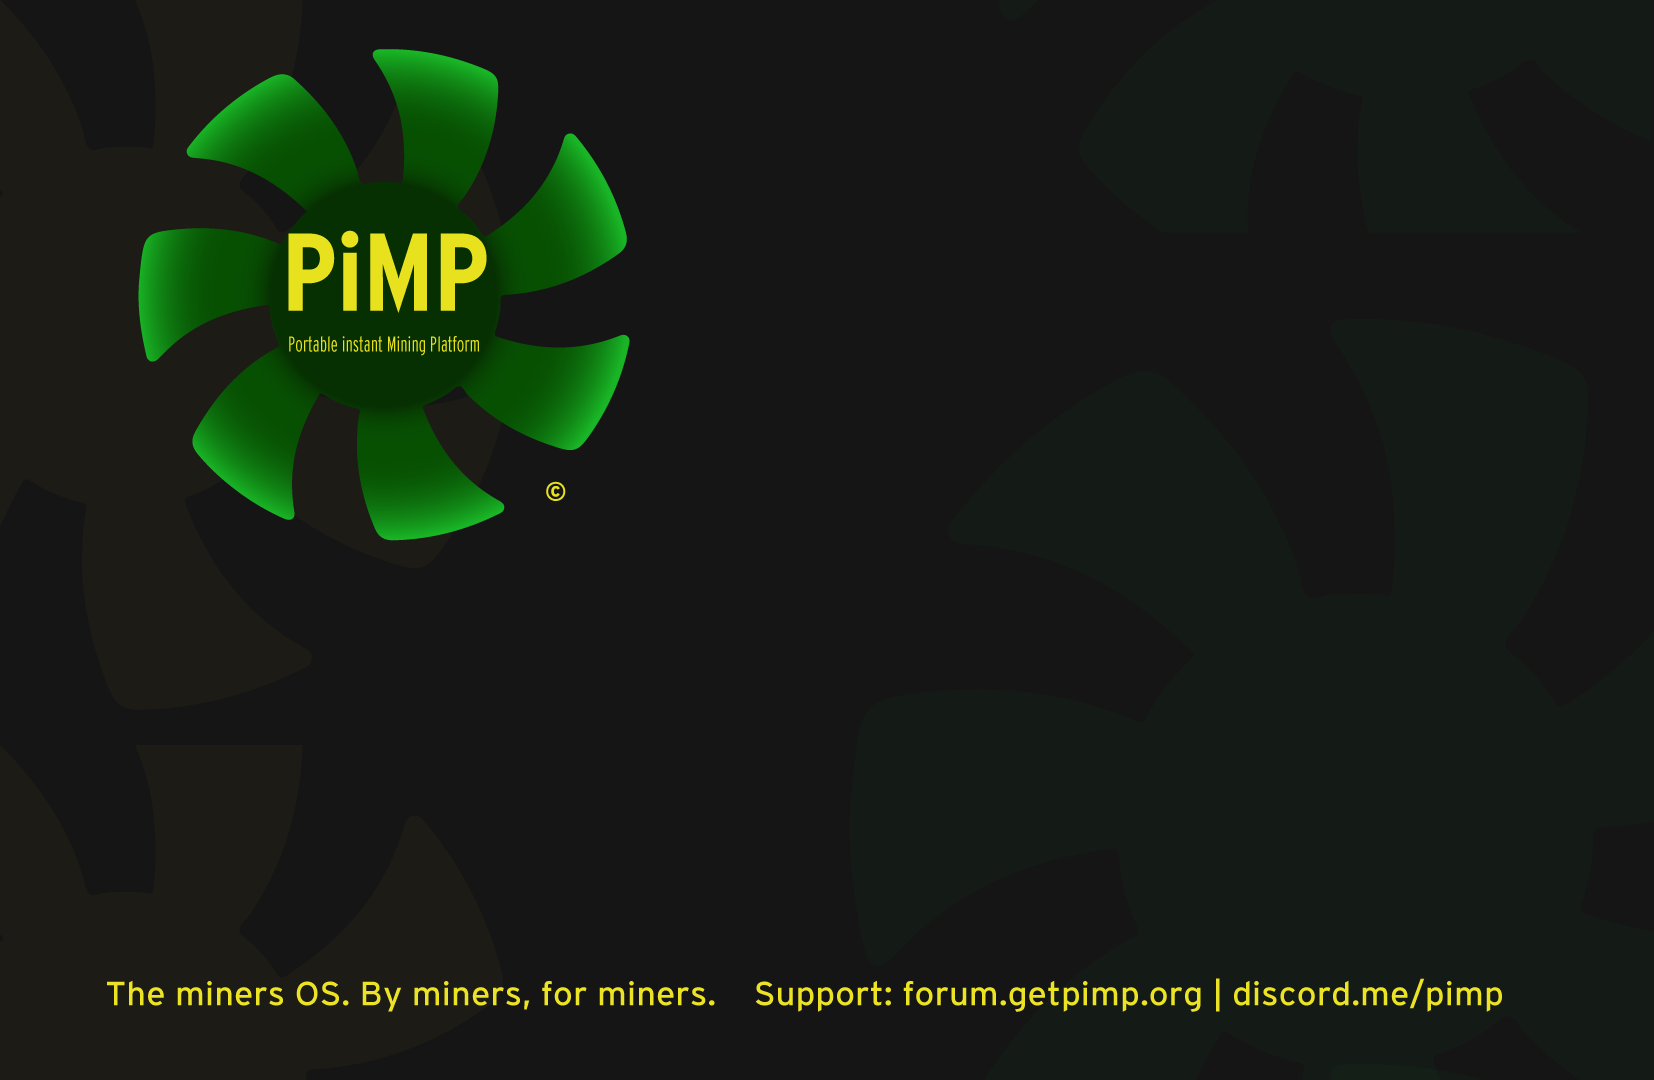 PiMP
Portable instant Mining Platform
©
The miners OS. By miners, for miners. Support: forum.getpimp.org | discord.me/pimp